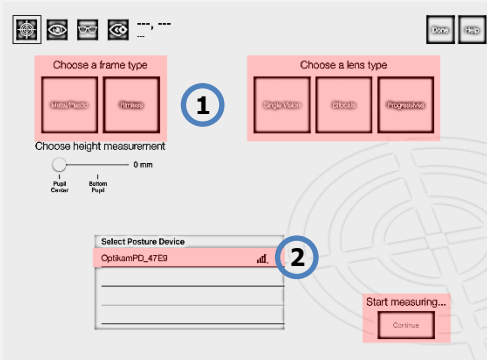 ---, ---
...
Done Help
Choose a frame type
Choose a lens type
Metal/Plastic Rimless
1
Single Vision Bifocals Progressives
Choose height measurement
0 mm
Pupil
Center
Bottom
Pupil
Select Posture Device
OptikamPD_47E9
2
Start measuring...
Continue